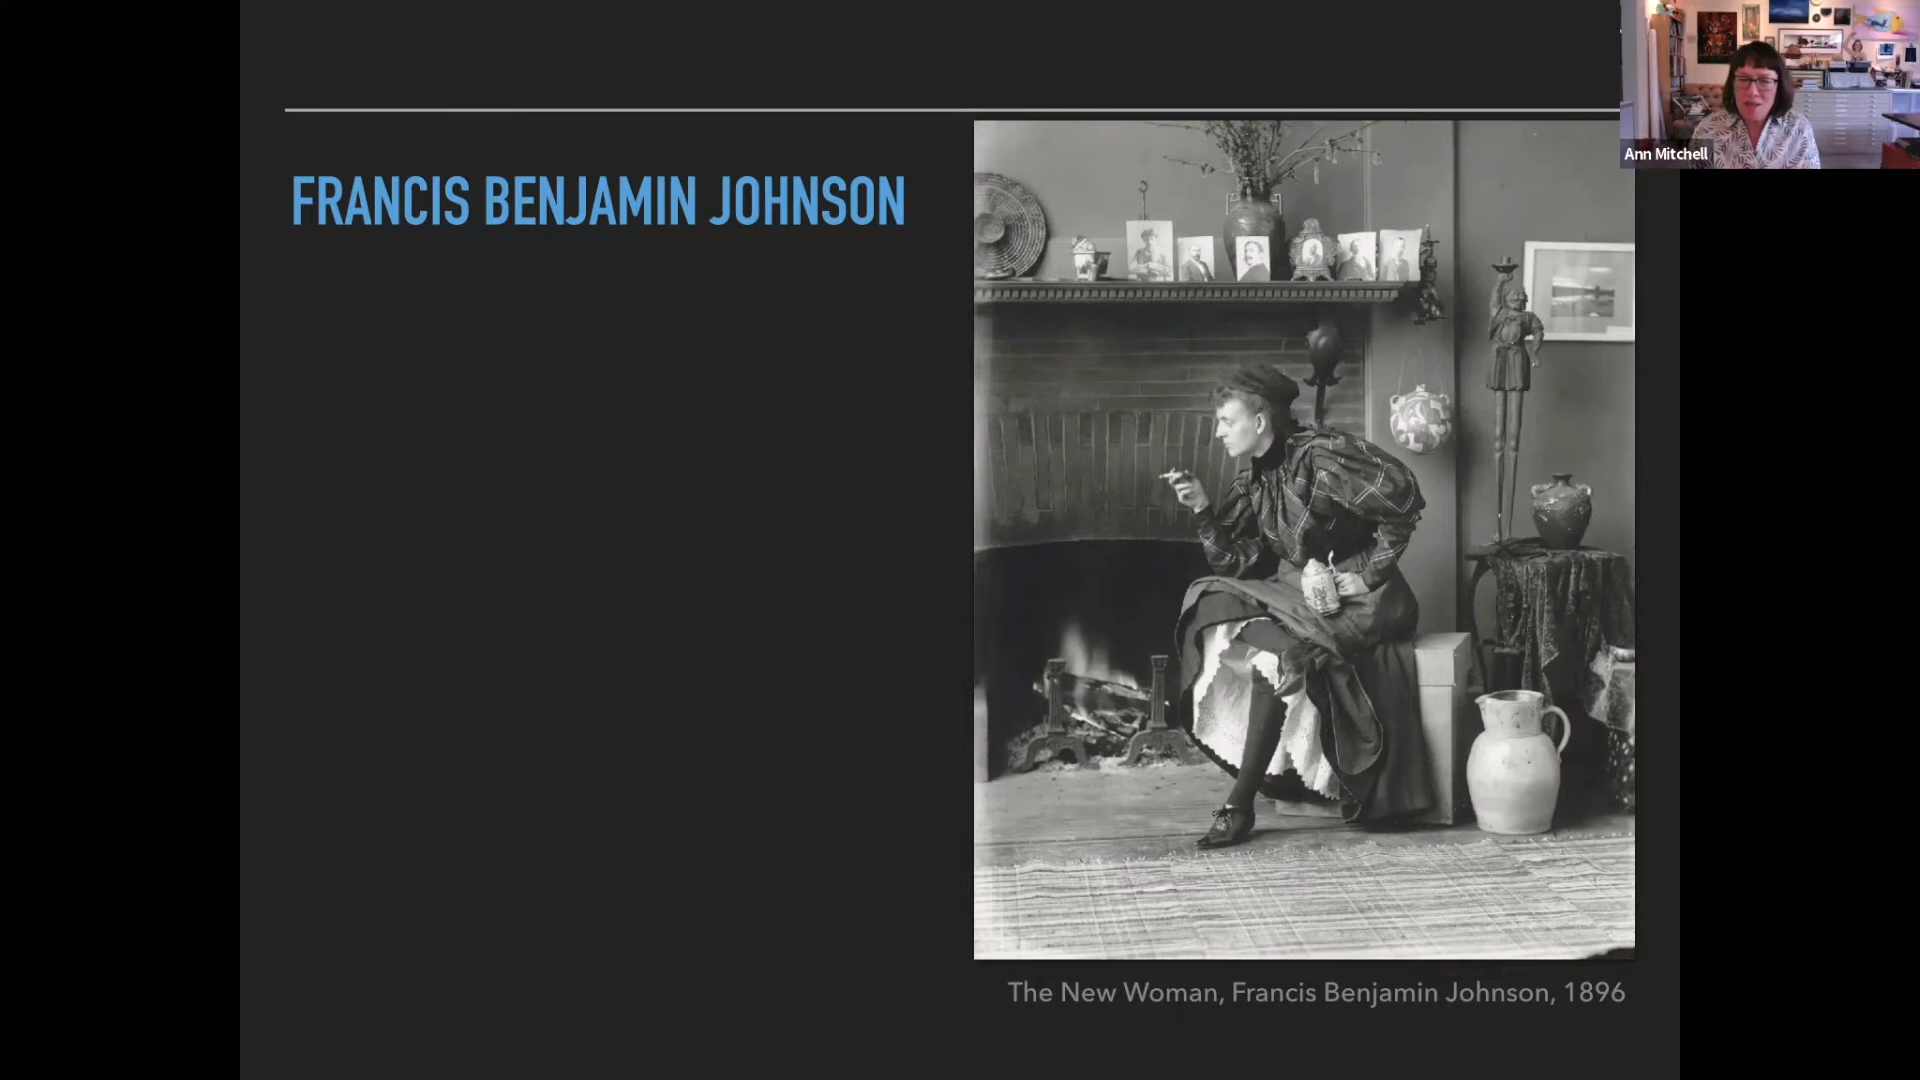 FRANCIS BENJAMIN JOHNSON
Ann Mitchell
The New Woman, Francis Benjamin Johnson, 1896